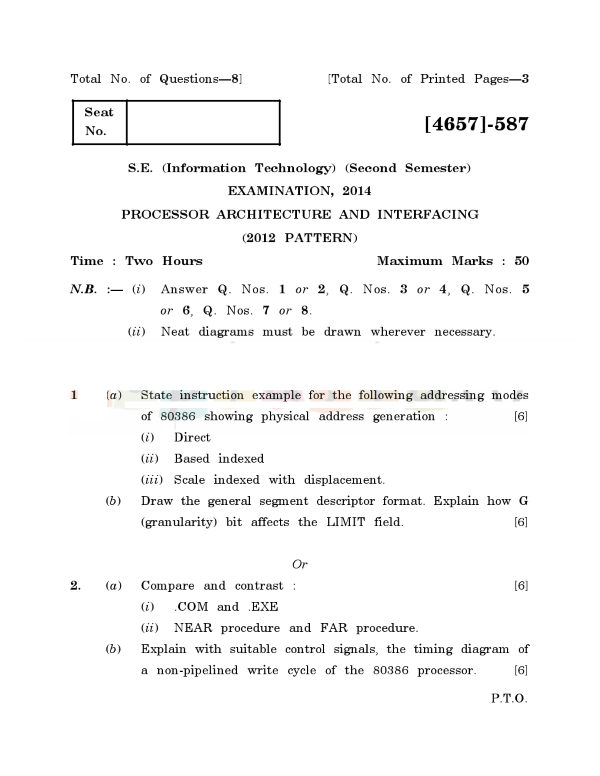 Total No. of Questions—8] [Total No. of Printed Pages—3
Seat
No.
[4657]-587
S.E. (Information Technology) (Second Semester)
EXAMINATION, 2014
PROCESSOR ARCHITECTURE AND INTERFACING
(2012 PATTERN)
Time : Two Hours Maximum Marks : 50
N.B. :— (i) Answer Q. Nos. 1 or 2, Q. Nos. 3 or 4, Q. Nos. 5
or 6, Q. Nos. 7 or 8.
(ii) Neat diagrams must be drawn wherever necessary.
1 (a) State instruction example for the following addressing modes
of 80386 showing physical address generation : [6]
(i) Direct
(ii) Based indexed
(iii) Scale indexed with displacement.
(b) Draw the general segment descriptor format. Explain how G
(granularity) bit affects the LIMIT field. [6]
Or
2. (a) Compare and contrast : [6]
(i) .COM and .EXE
(ii) NEAR procedure and FAR procedure.
(b) Explain with suitable control signals, the timing diagram of
a non-pipelined write cycle of the 80386 processor. [6]
P.T.O.